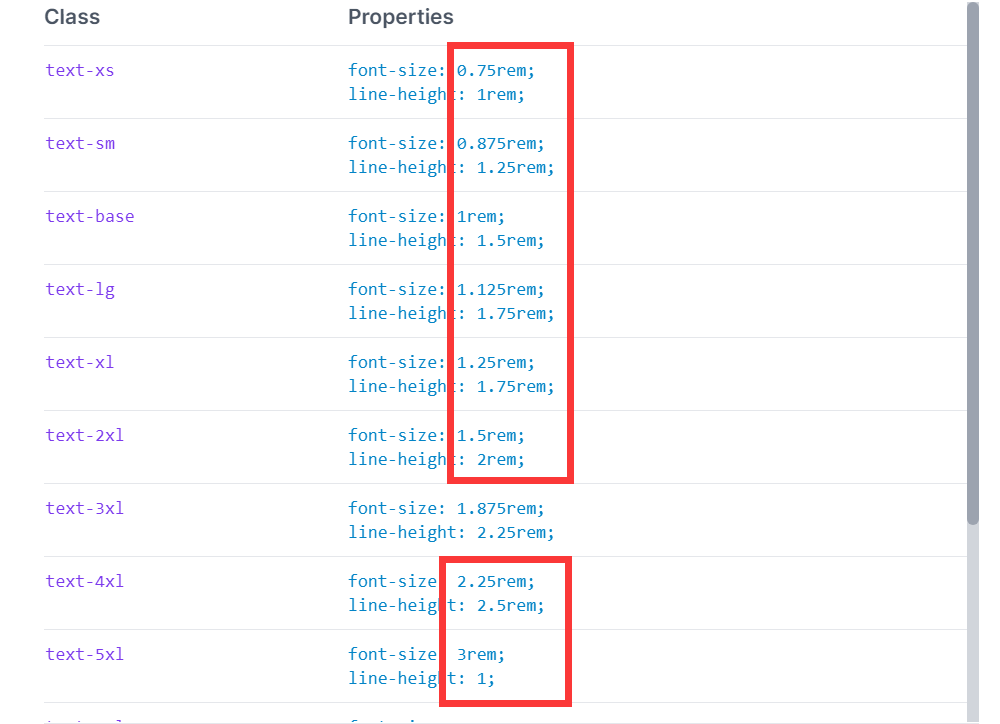 Class Properties
text-xs font-size: 0.75rem;
line-height: 1rem;
text-sm font-size: 0.875rem;
line-height: 1.25rem;
text-base font-size: 1rem;
line-height: 1.5rem;
text-lg font-size: 1.125rem;
line-height: 1.75rem;
text-xl font-size: 1.25rem;
line-height: 1.75rem;
text-2xl font-size: 1.5rem;
line-height: 2rem;
text-3xl font-size: 1.875rem;
line-height: 2.25rem;
text-4xl font-size: 2.25rem;
line-height: 2.5rem;
text-5xl font-size: 3rem;
line-height: 1;